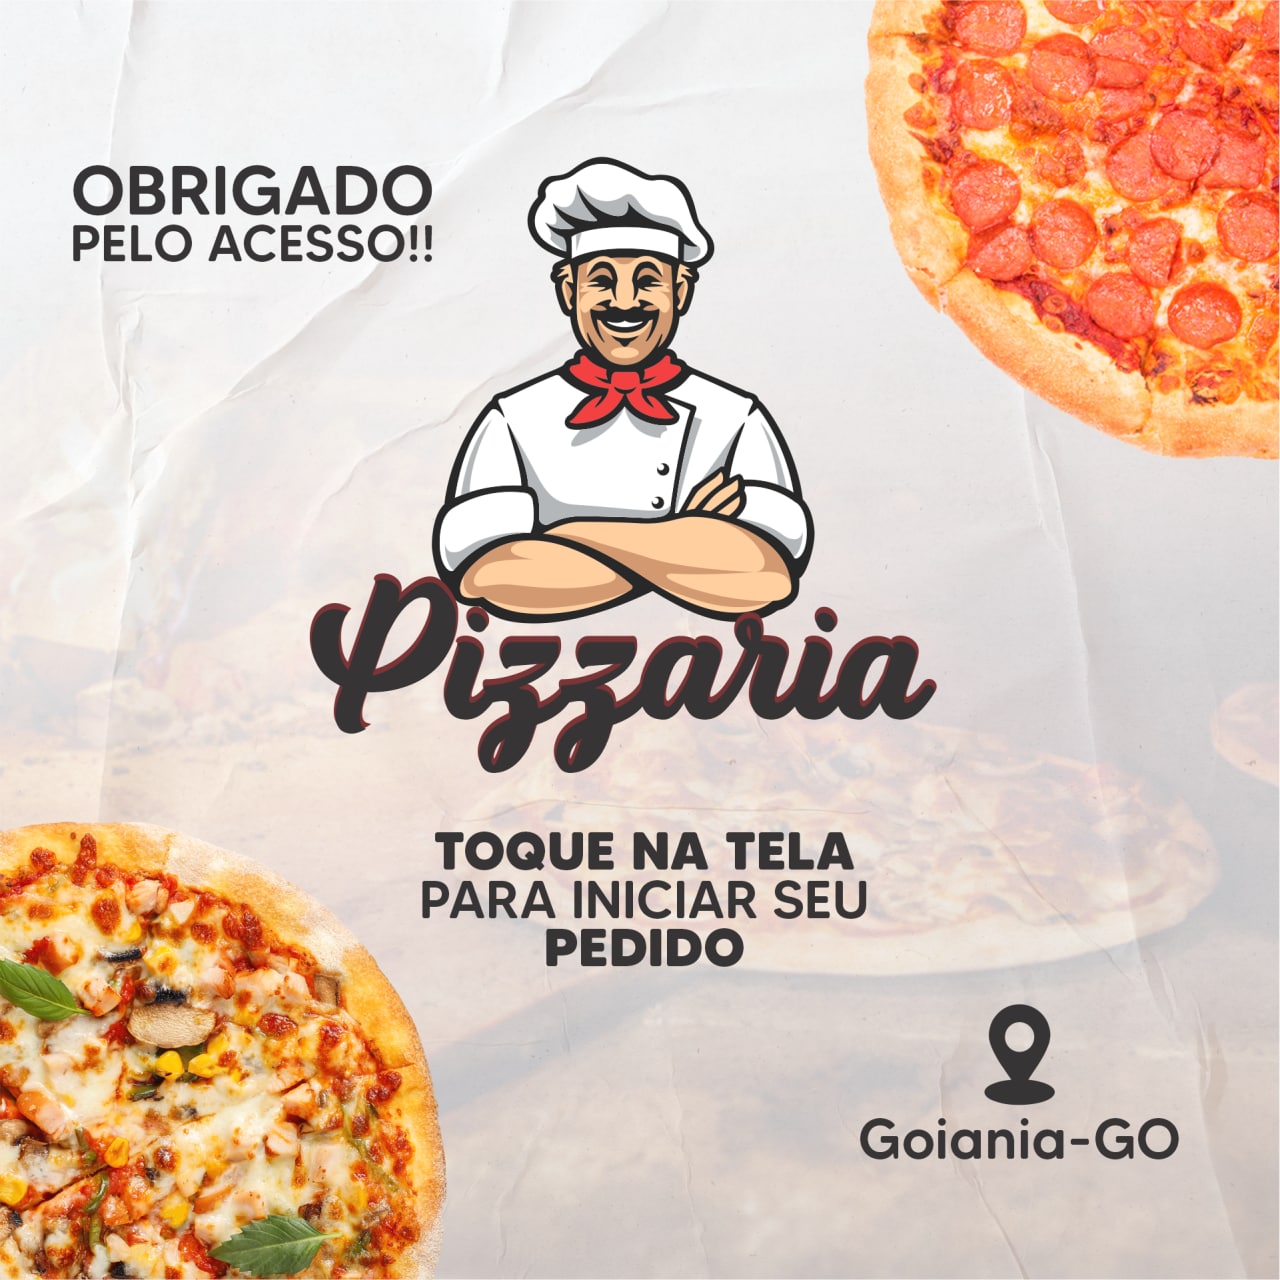 OBRIGADO
PELO ACESSO!!
Pizzaria
TOQUE NA TELA
PARA INICIAR SEU
PEDIDO
Goiania-GO